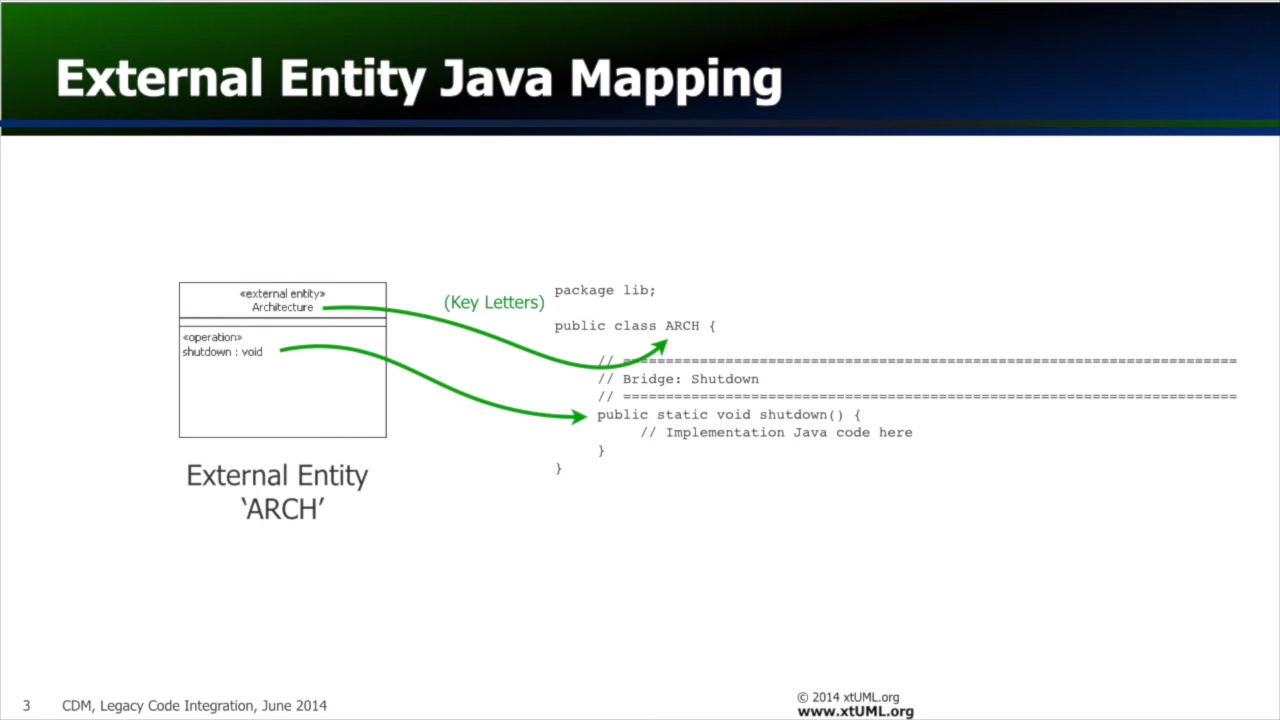 External Entity Java Mapping
«external entity»
Architecture
«operation»
shutdown : void
External Entity
‘ARCH’
(Key Letters)
package lib;
public class ARCH {
// ========================================================================
// Bridge: Shutdown
// ========================================================================
public static void shutdown() {
// Implementation Java code here
}
}
3 CDM, Legacy Code Integration, June 2014
© 2014 xtUML.org
www.xtUML.org